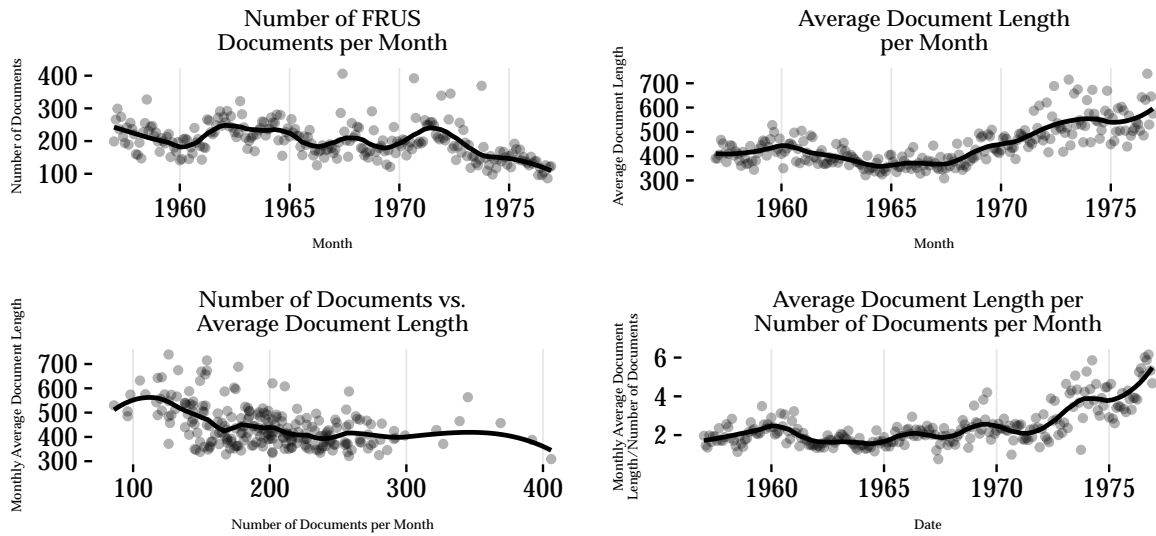 Number of FRUS
Documents per Month
Number of Documents
400
300
200
100
1960
1965
1970
1975
Month
Average Document Length
per Month
Average Document Length
700
600
500
400
300
1960
1965
1970
1975
Month
Number of Documents vs.
Average Document Length
Monthly Average Document Length
700
600
500
400
300
100
200
300
400
Number of Documents per Month
Average Document Length per
Number of Documents per Month
Monthly Average Document
Length/Number of Documents
6
4
2
1960
1965
1970
1975
Date